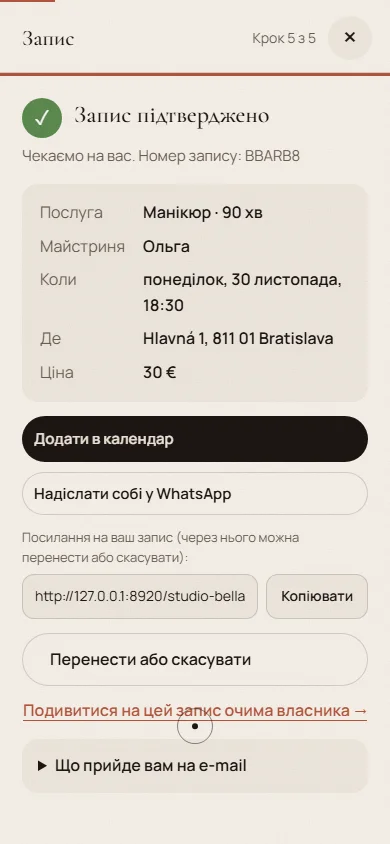 Запис
Крок 5 з 5
Запис підтверджено
Чекаємо на вас. Номер запису: BBARB8
Послуга Манікюр · 90 хв
Майстриня Ольга
Коли понеділок, 30 листопада,
18:30
Де Hlavná 1, 811 01 Bratislava
Ціна 30 €
Додати в календар
Надіслати собі у WhatsApp
Посилання на ваш запис (через нього можна
перенести або скасувати):
http://127.0.0.1:8920/studio-bella Копіювати
Перенести або скасувати
Подивитися на цей запис очима власника →
Що прийде вам на e-mail